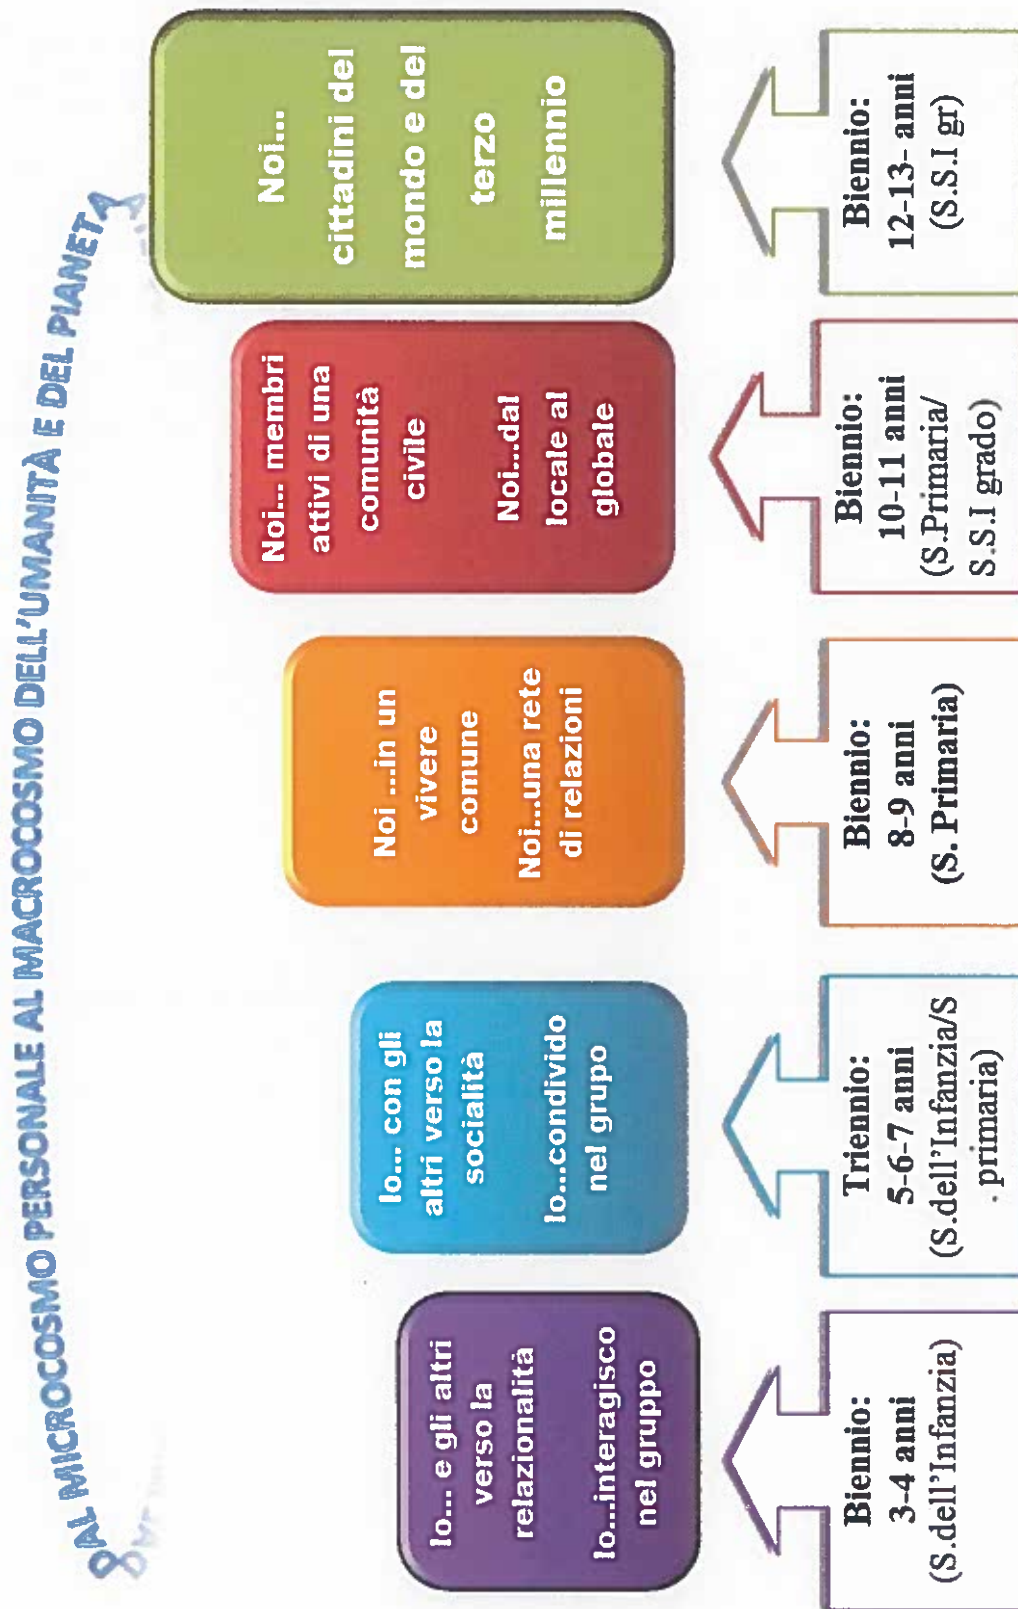 DAL MICROCOSMO PERSONALE AL MACROCOSMO DELL'UMANITÀ E DEL PIANETA
Io... e gli altri
verso la
relazionalità
Io...interagisco
nel gruppo
Io... con gli
altri verso la
socialità
Io...condivido
nel grupo
Noi ...in un
vivere
comune
Noi...una rete
di relazioni
Noi... membri
attivi di una
comunità
civile
Noi...dal
locale al
globale
Noi...
cittadini del
mondo e del
terzo
millennio
Biennio:
3-4 anni
(S.dell'Infanzia)
Triennio:
5-6-7 anni
(S.dell'Infanzia/S
. primaria)
Biennio:
8-9 anni
(S. Primaria)
Biennio:
10-11 anni
(S.Primaria/
S.S.I grado)
Biennio:
12-13- anni
(S.S.I gr)